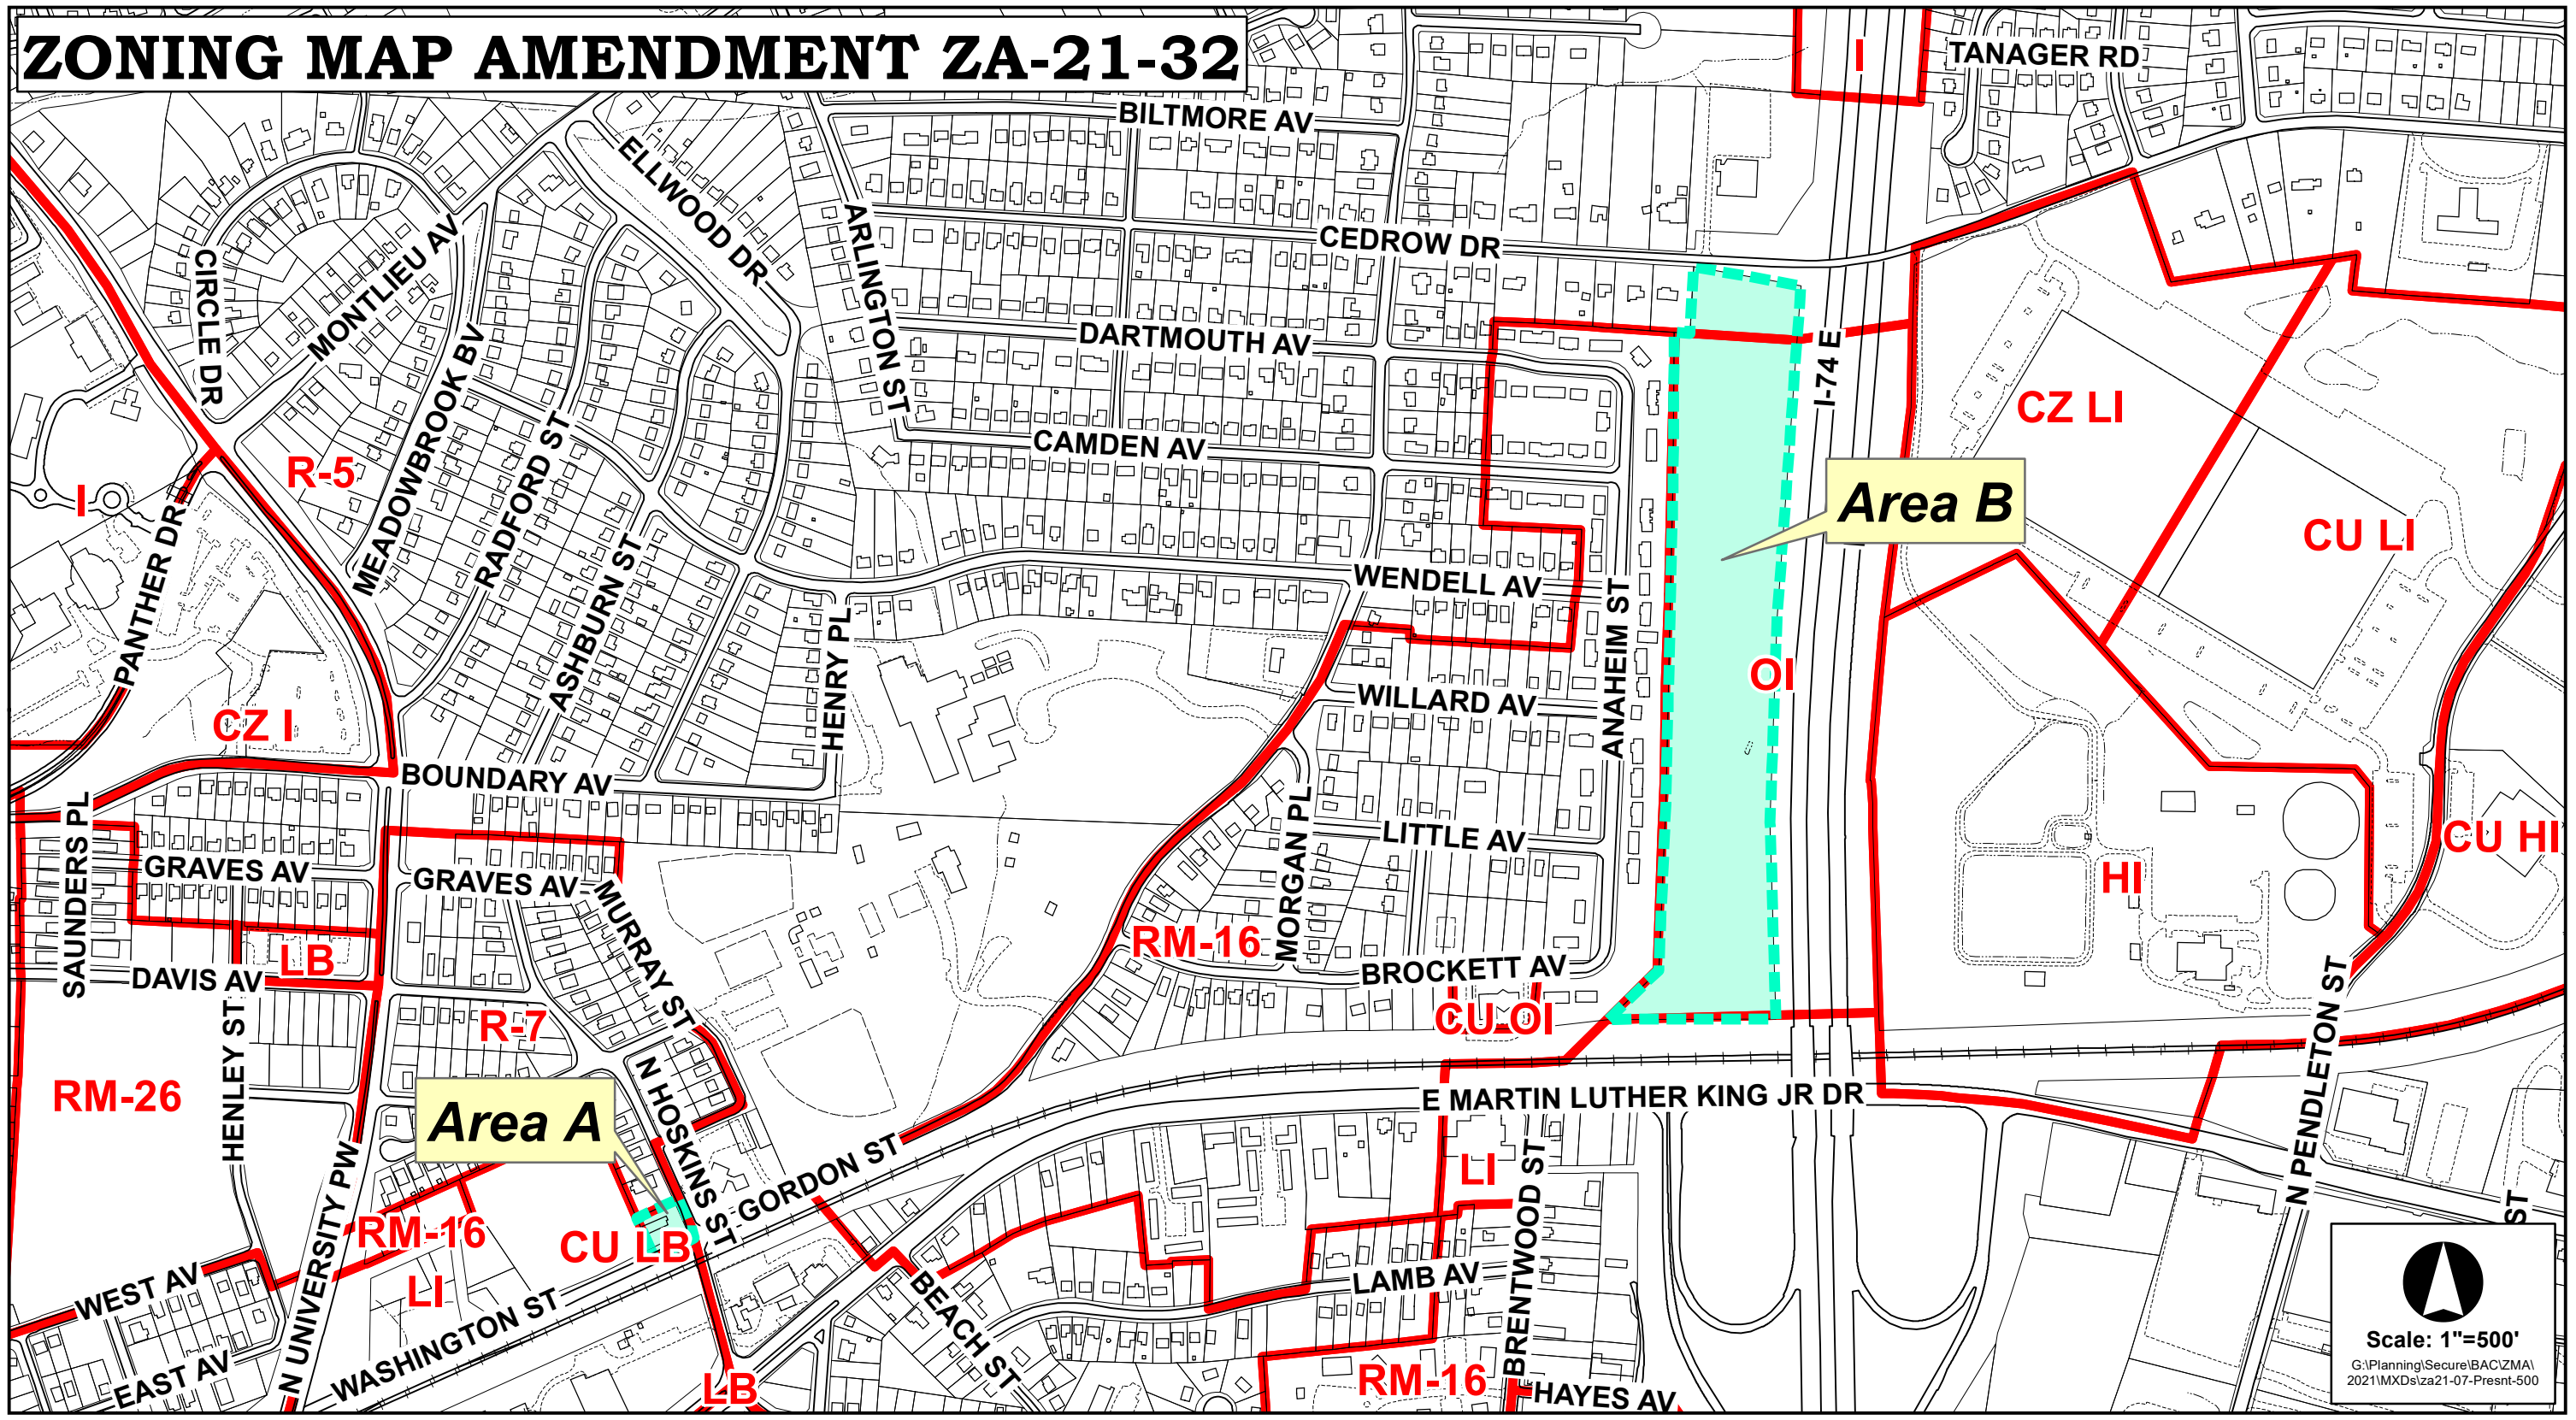 ZONING MAP AMENDMENT ZA-21-32
I
TANAGER RD
BILTMORE AV
ELLWOOD DR
ARLINGTON ST
CEDROW DR
CIRCLE DR
MONTLIEU AV
DARTMOUTH AV
I-74 E
MEADOWBROOK BV
CZ LI
RADFORD ST
CAMDEN AV
R-5
I
Area B
CU LI
PANTHER DR
ASHBURN ST
WENDELL AV
HENRY PL
ANAHEIM ST
OI
WILLARD AV
CZ I
BOUNDARY AV
SAUNDERS PL
MORGAN PL
LITTLE AV
CU HI
GRAVES AV
GRAVES AV
HI
MURRAY ST
RM-16
LB
DAVIS AV
BROCKETT AV
N PENDLETON ST
HENLEY ST
R-7
CU OI
RM-26
N HOSKINS ST
E MARTIN LUTHER KING JR DR
Area A
GORDON ST
LI
BRENTWOOD ST
N UNIVERSITY PW
RM-16
CU LB
ST
WEST AV
LI
WASHINGTON ST
BEACH ST
LAMB AV
EAST AV
LB
RM-16
HAYES AV
Scale: 1"=500'
G:\Planning\Secure\BAC\ZMA\
2021\MXDs\za21-07-Presnt-500